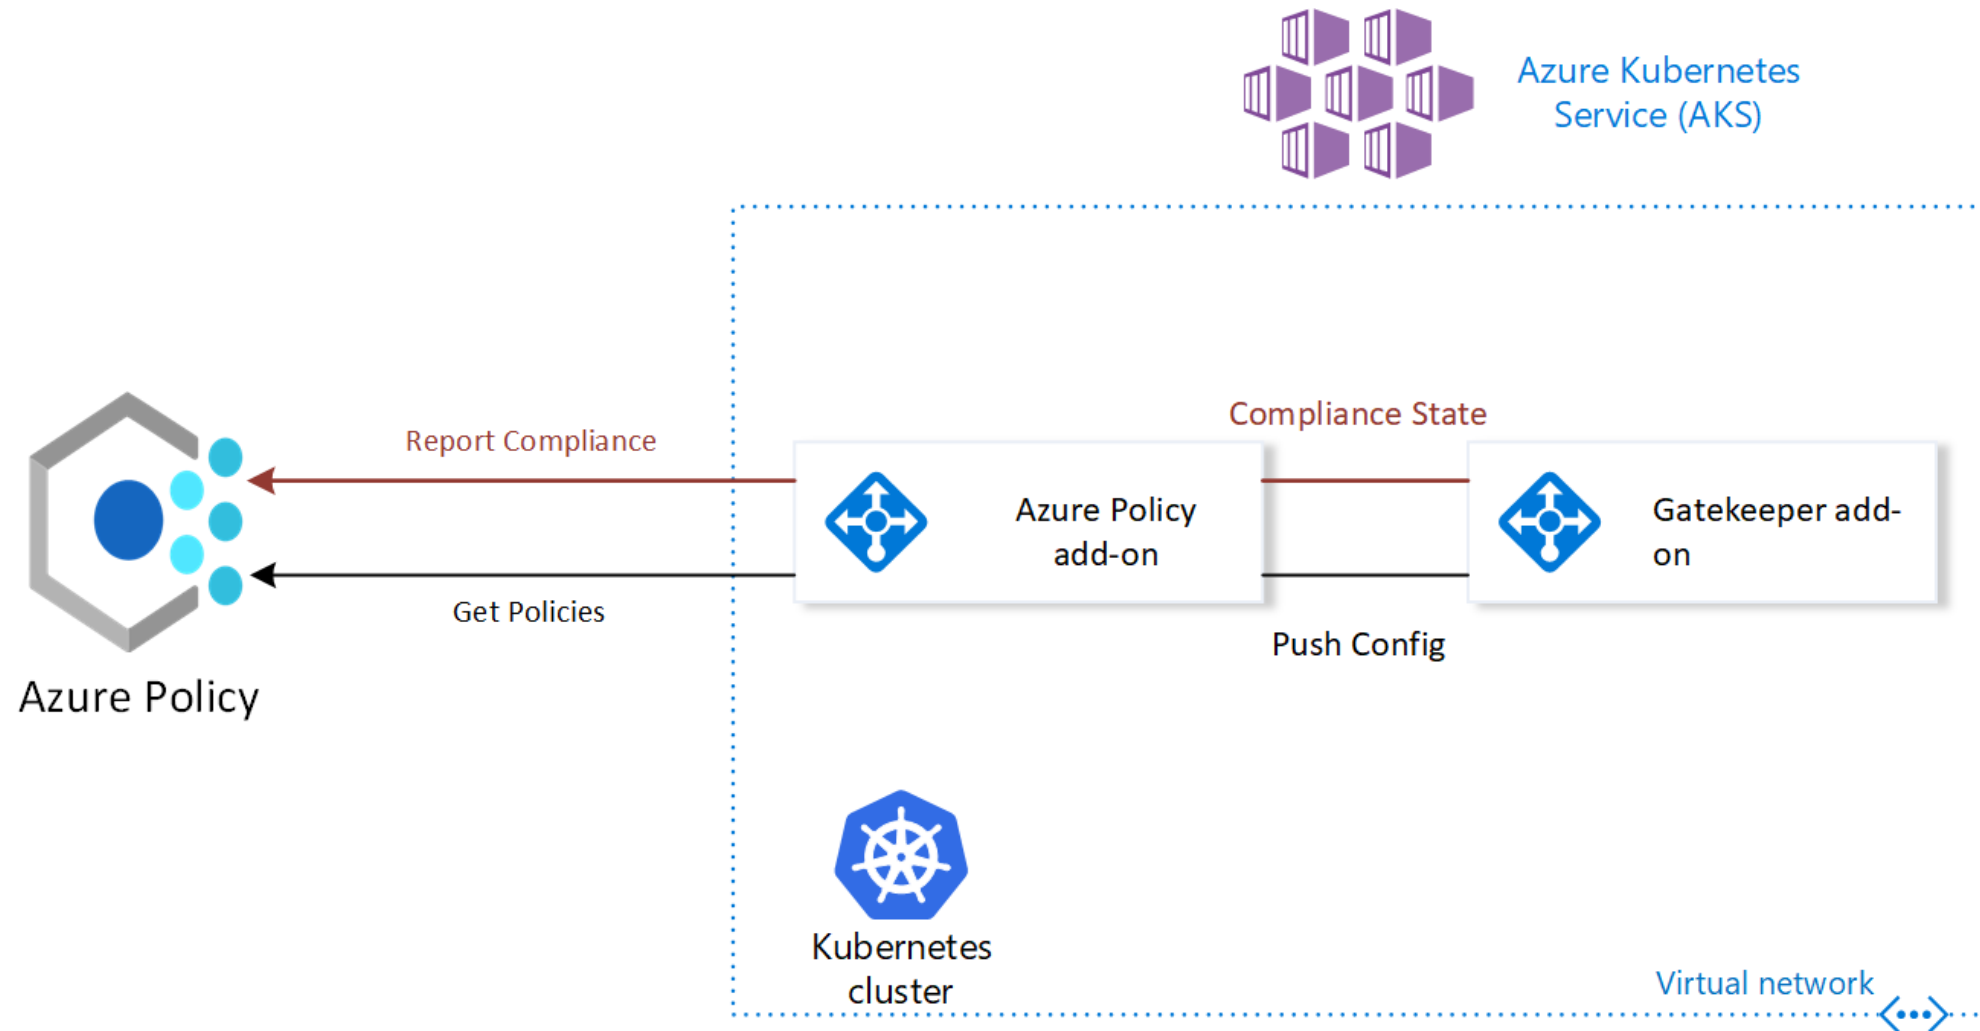 Azure Kubernetes
Service (AKS)
Compliance State
Report Compliance
Azure Policy
add-on
Gatekeeper add-
on
Get Policies
Push Config
Azure Policy
Kubernetes
cluster
Virtual network